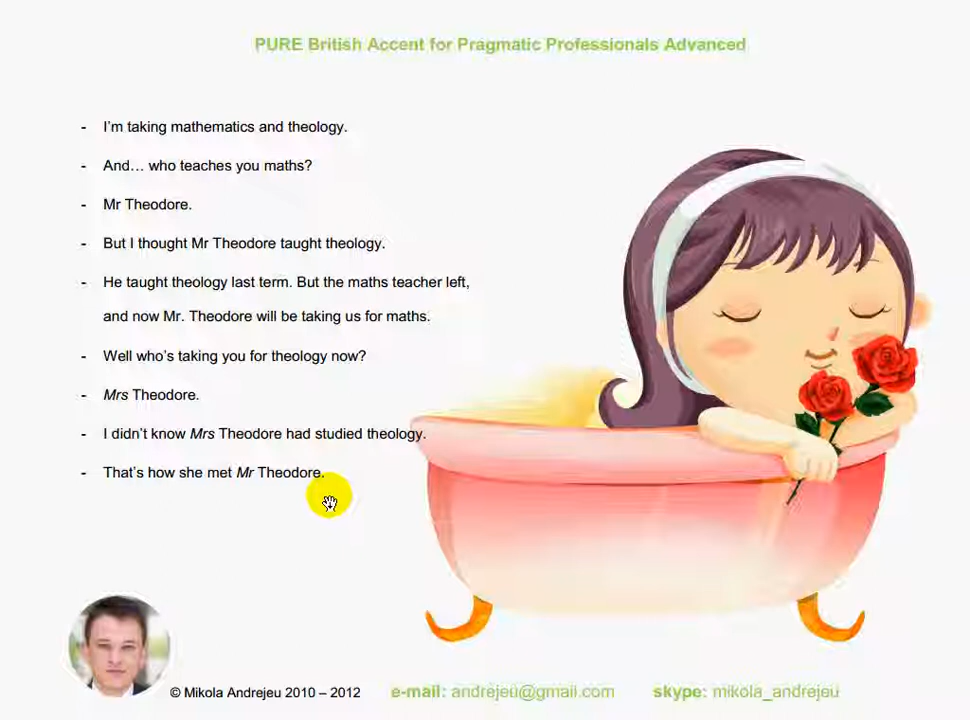 PURE British Accent for Pragmatic Professionals Advanced
- I'm taking mathematics and theology.
- And... who teaches you maths?
- Mr Theodore.
- But I thought Mr Theodore taught theology.
- He taught theology last term. But the maths teacher left,
and now Mr. Theodore will be taking us for maths.
- Well who's taking you for theology now?
- Mrs Theodore.
- I didn't know Mrs Theodore had studied theology.
- That's how she met Mr Theodore.
© Mikola Andrejeu 2010 – 2012 e-mail: andrejeu@gmail.com skype: mikola_andrejeu